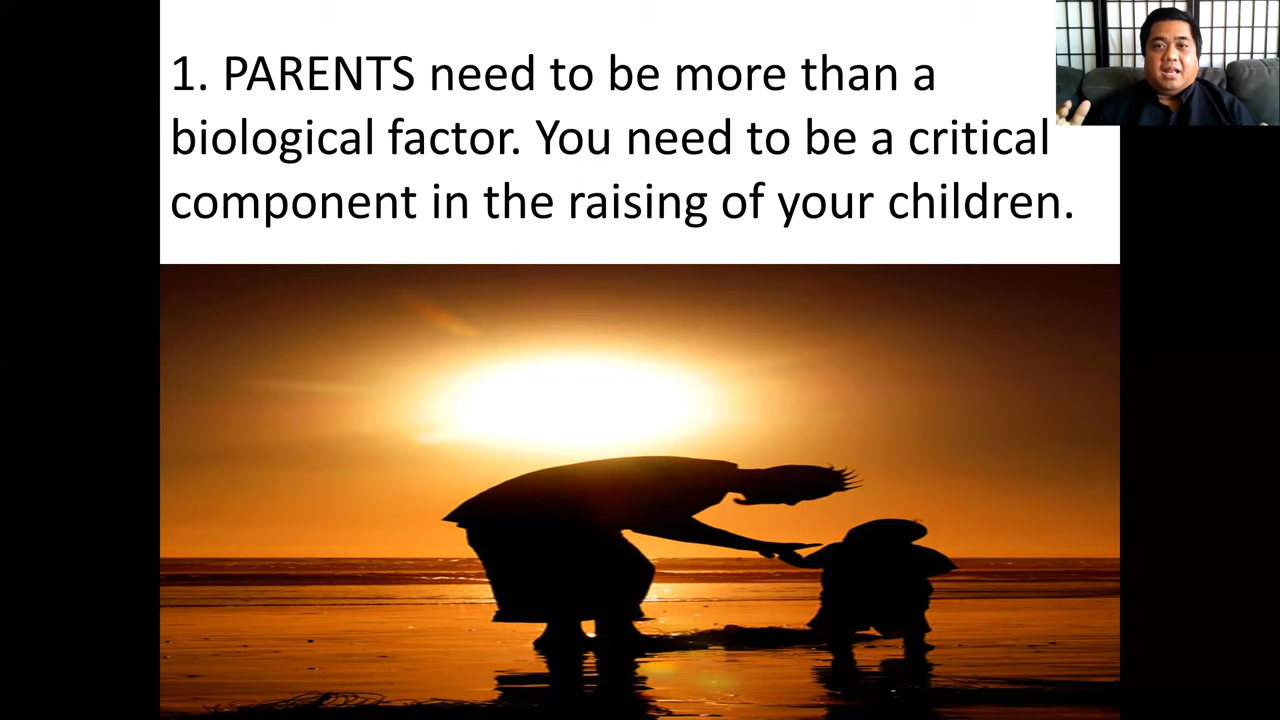 1. PARENTS need to be more than a
biological factor. You need to be a critical
component in the raising of your children.